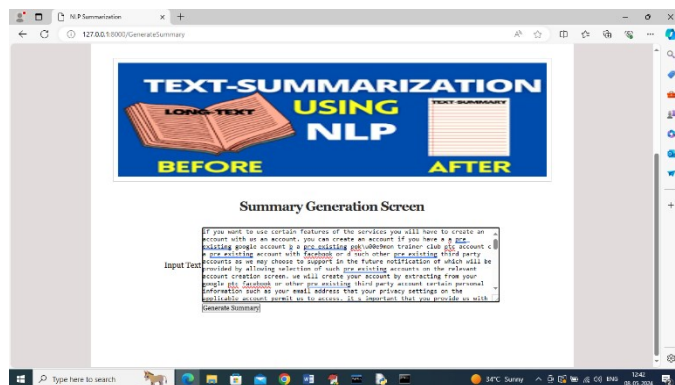 NLP Summarization
127.0.0.1:8000/GenerateSummary
TEXT-SUMMARIZATION
USING
NLP
LONG-TEXT
TEXT-SUMMARY
BEFORE
AFTER
Summary Generation Screen
Input Text
if you want to use certain features of the services you will have to create an
account with us an account. you can create an account if you have a a pre
existing google account b a pre existing pok\u00e9mon trainer club ptc account c
a pre existing account with facebook or d such other pre existing third party
accounts as we may choose to support in the future notification of which will be
provided by allowing selection of such pre existing accounts on the relevant
account creation screen. we will create your account by extracting from your
google ptc facebook or other pre existing third party account certain personal
information such as your email address that your privacy settings on the
applicable account permit us to access. it s important that you provide us with
Generate Summary
Type here to search
34°C Sunny
ENG
12:42
08-05-2024